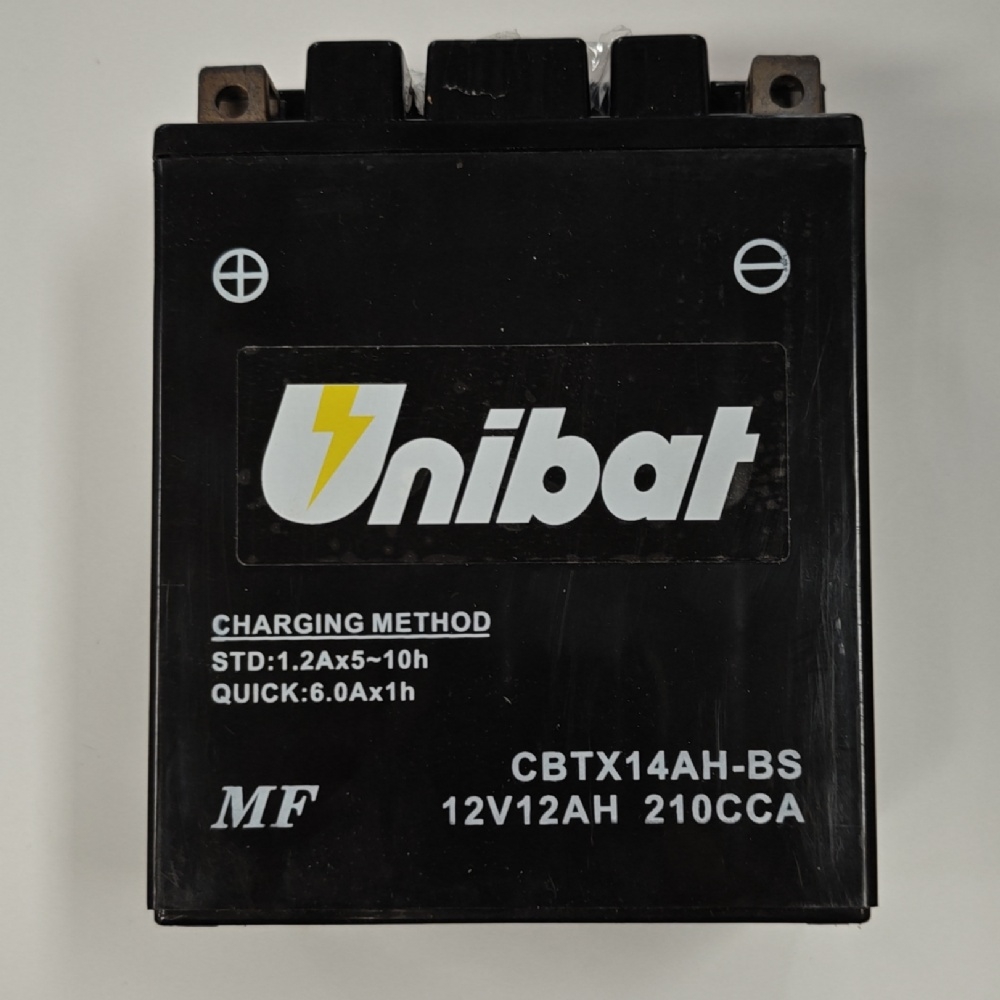 Unibat
CHARGING METHOD
STD:1.2Ax5~10h
QUICK:6.0Ax1h
CBTX14AH-BS
MF
12V12AH 210CCA